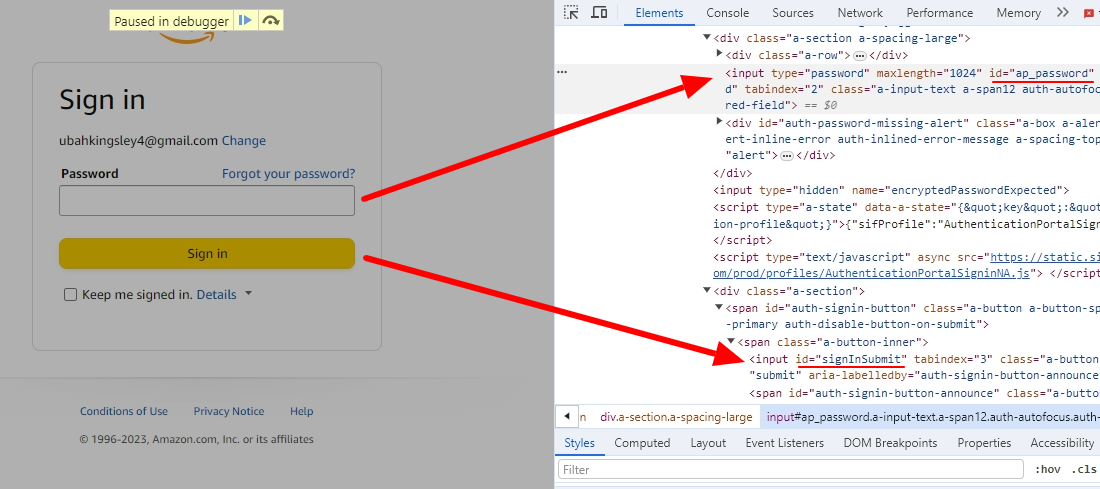 Paused in debugger
Sign in
ubahkingsley4@gmail.com Change
Password Forgot your password?
Sign in
Keep me signed in. Details
Conditions of Use Privacy Notice Help
© 1996-2023, Amazon.com, Inc. or its affiliates
Elements Console Sources Network Performance Memory
<div class="a-section a-spacing-large">
<div class="a-row"> </div>
<input type="password" maxlength="1024" id="ap_password"
d" tabindex="2" class="a-input-text a-span12 auth-autofoc
red-field"> == $0
<div id="auth-password-missing-alert" class="a-box a-aler
ert-inline-error auth-inlined-error-message a-spacing-top
"alert"> </div>
</div>
<input type="hidden" name="encryptedPasswordExpected">
<script type="a-state" data-a-state="{&quot;key&quot;:&quot
ion-profile&quot;}">{"sifProfile":"AuthenticationPortalSign
</script>
<script type="text/javascript" async src="https://static.si
om/prod/profiles/AuthenticationPortalSigninNA.js"> </script
<div class="a-section">
<span id="auth-signin-button" class="a-button a-button-sp
-primary auth-disable-button-on-submit">
<span class="a-button-inner">
<input id="signInSubmit" tabindex="3" class="a-button
"submit" aria-labelledby="auth-signin-button-announce
<span id="auth-signin-button-announce" class="a-butto
n div.a-section.a-spacing-large input#ap_password.a-input-text.a-span12.auth-autofocus.auth-
Styles Computed Layout Event Listeners DOM Breakpoints Properties Accessibility
Filter :hov .cls